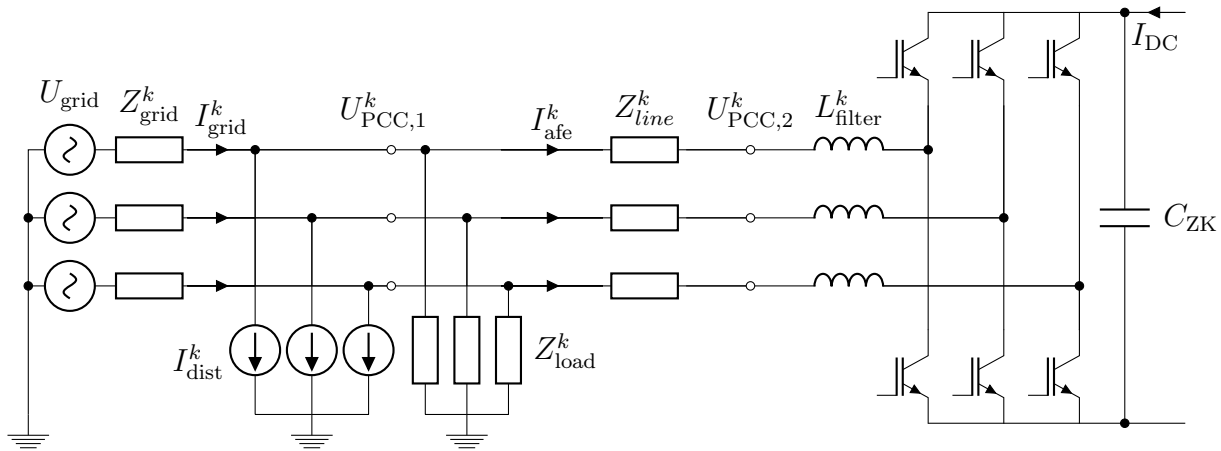 I_DC
U_grid
Z^k_grid
I^k_grid
U^k_PCC,1
I^k_afe
Z^k_line
U^k_PCC,2
L^k_filter
C_ZK
I^k_dist
Z^k_load